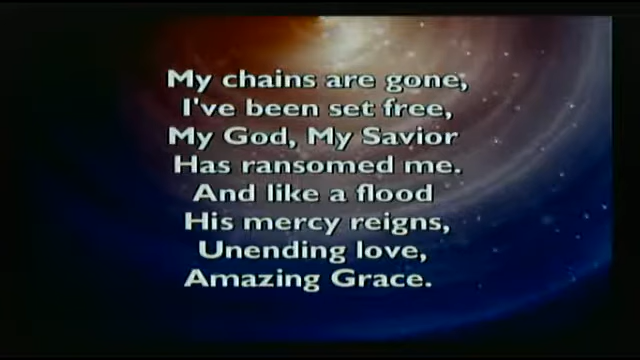 My chains are gone,
I've been set free,
My God, My Savior
Has ransomed me.
And like a flood
His mercy reigns,
Unending love,
Amazing Grace.